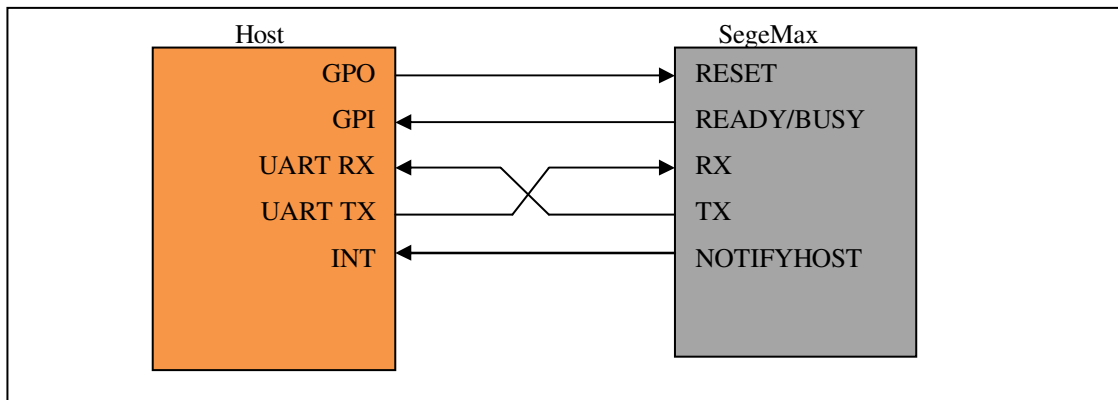 Host
SegeMax
GPO
RESET
GPI
READY/BUSY
UART RX
RX
UART TX
TX
INT
NOTIFYHOST